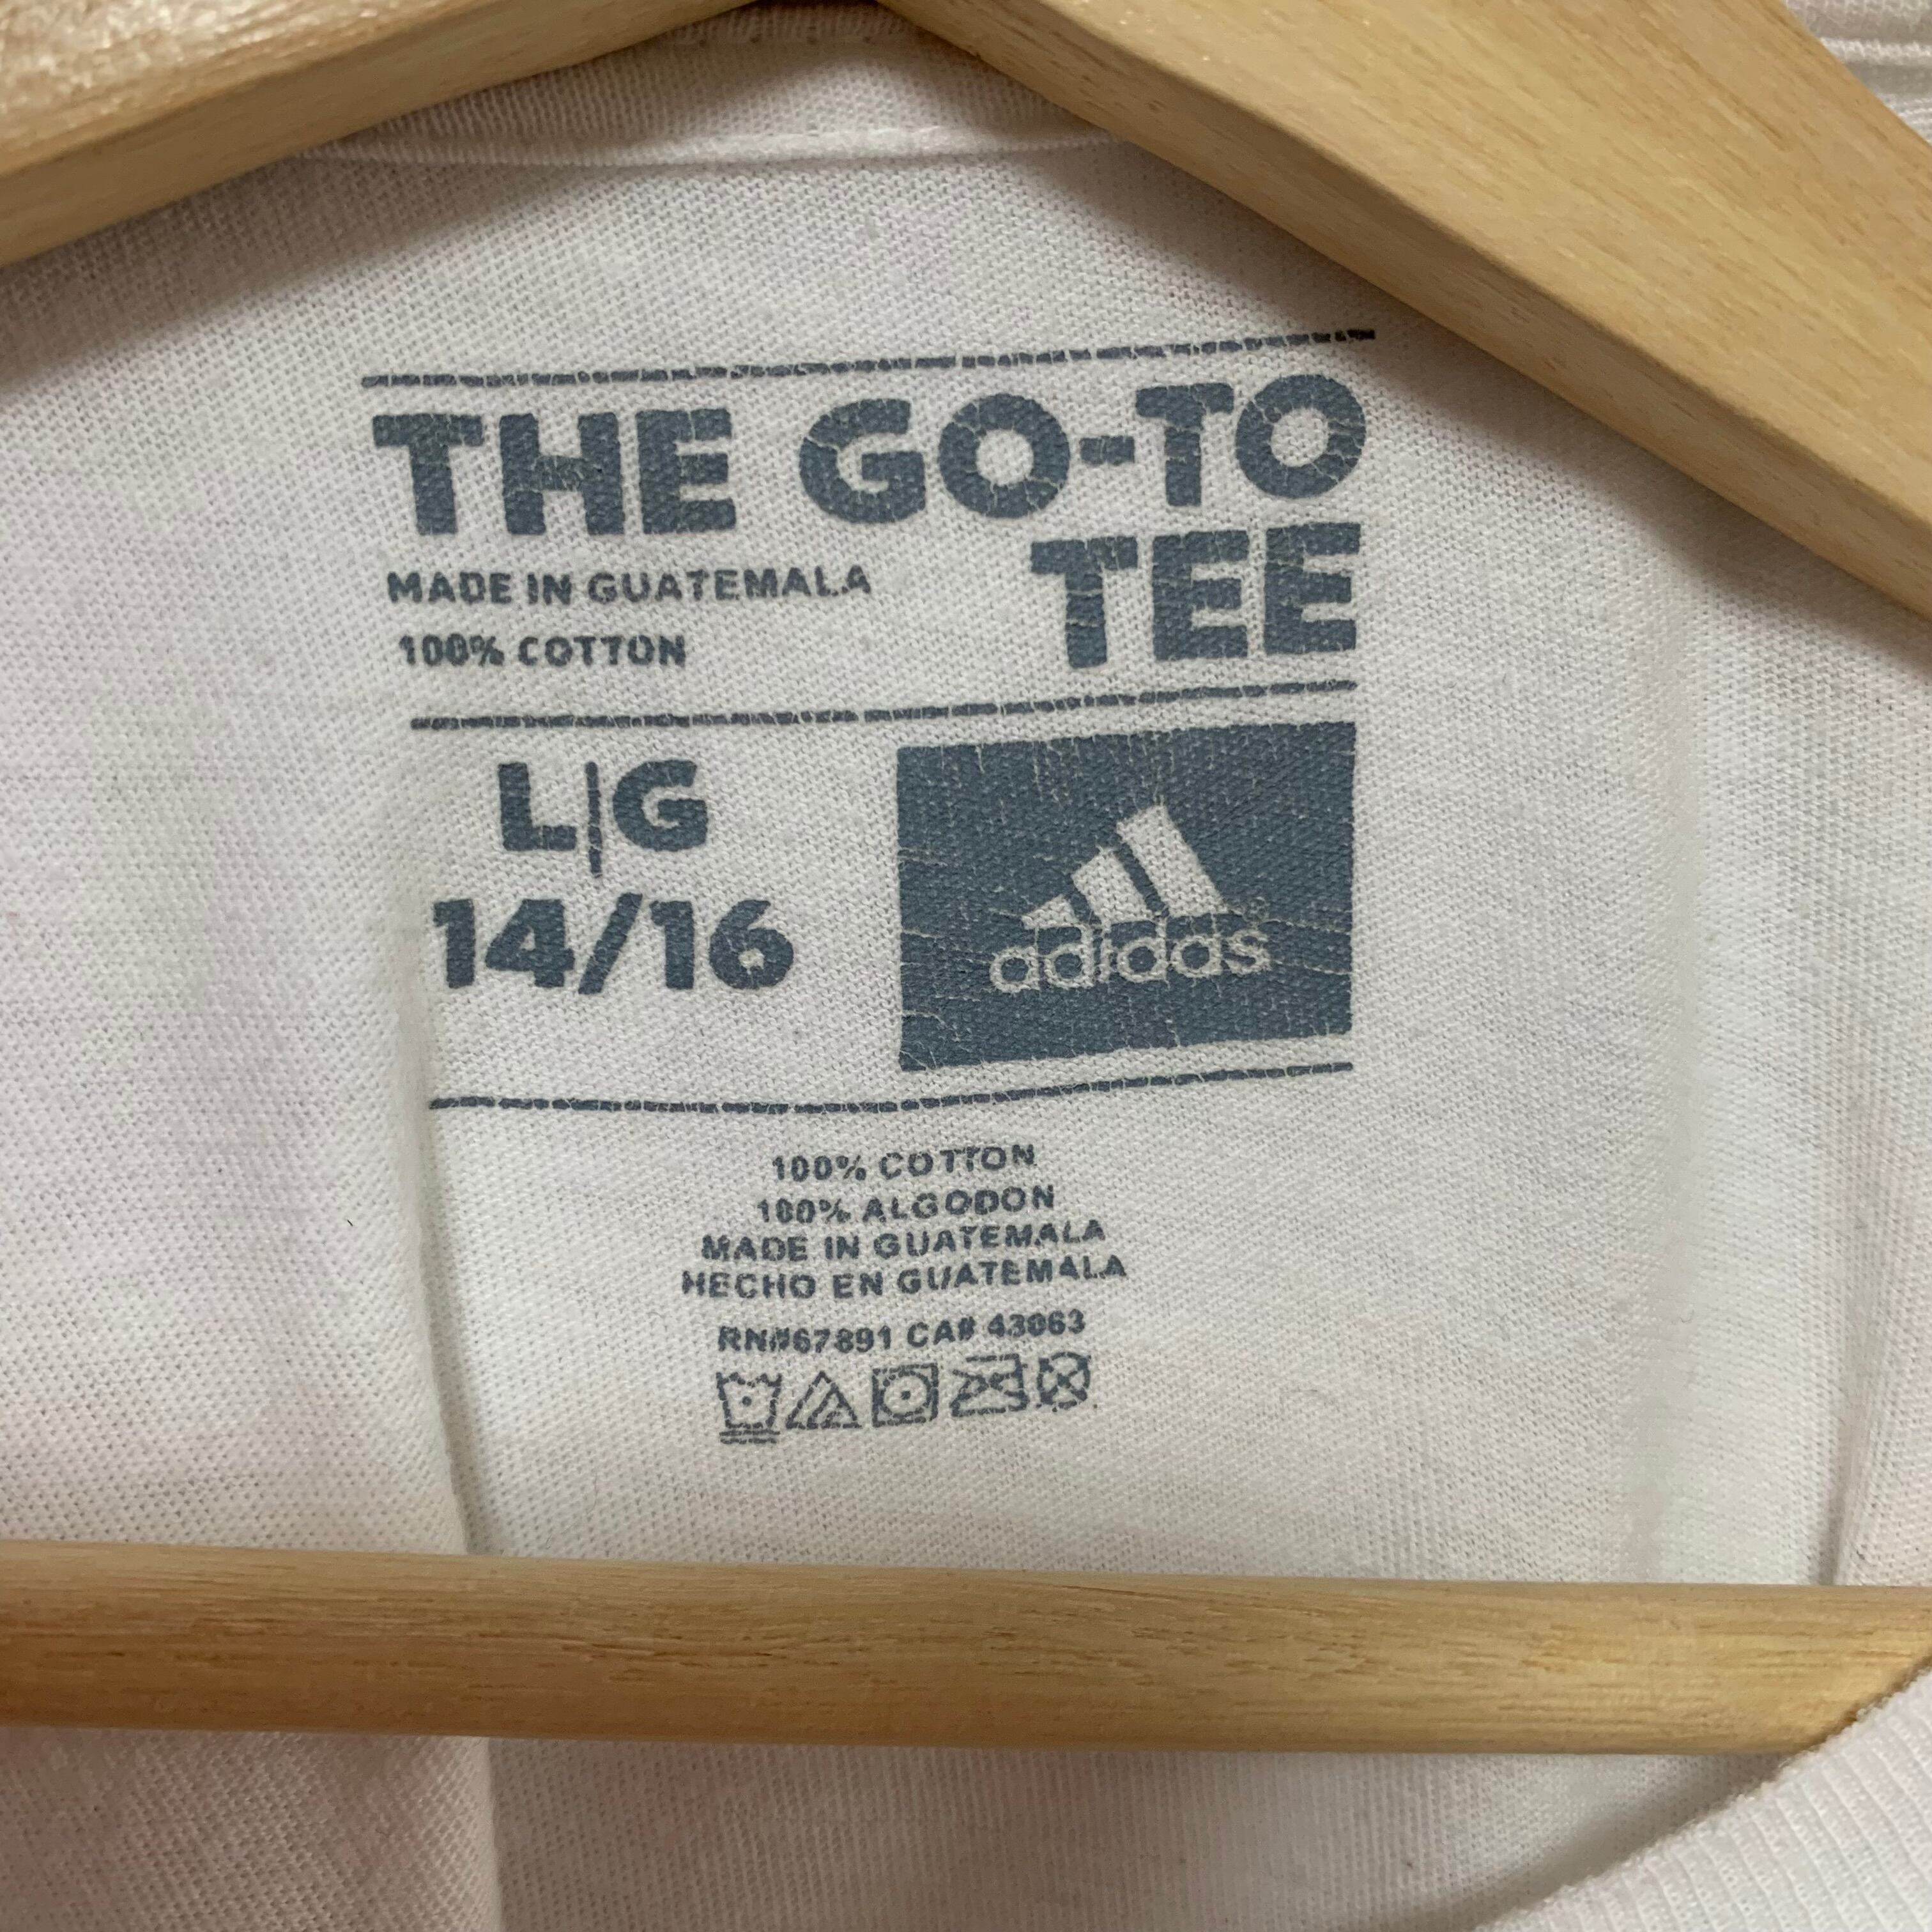 THE GO-TO
TEE
MADE IN GUATEMALA
100% COTTON
L|G
14/16
adidas®
100% COTTON
100% ALGODON
MADE IN GUATEMALA
HECHO EN GUATEMALA
RN#67891 CA# 43063